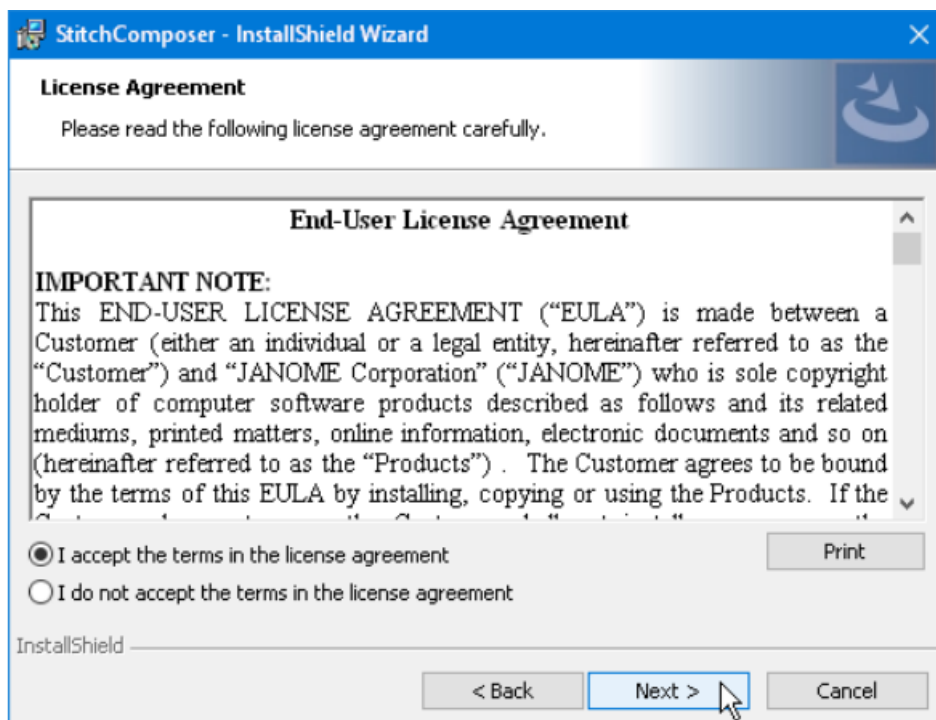 StitchComposer - InstallShield Wizard
License Agreement
Please read the following license agreement carefully.
End-User License Agreement
IMPORTANT NOTE:
This END-USER LICENSE AGREEMENT (“EULA”) is made between a
Customer (either an individual or a legal entity, hereinafter referred to as the
“Customer”) and “JANOME Corporation” (“JANOME”) who is sole copyright
holder of computer software products described as follows and its related
mediums, printed matters, online information, electronic documents and so on
(hereinafter referred to as the “Products”) .  The Customer agrees to be bound
by the terms of this EULA by installing, copying or using the Products.  If the
I accept the terms in the license agreement
Print
I do not accept the terms in the license agreement
InstallShield
< Back
Next >
Cancel